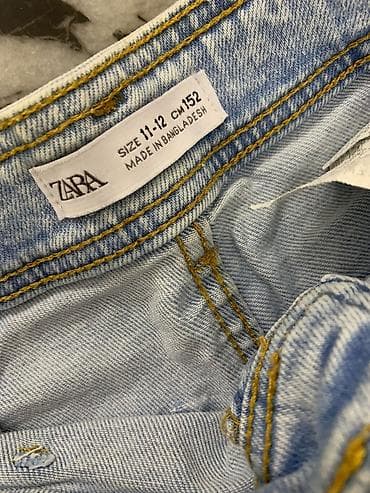 ZARA
SIZE 11-12 CM 152
MADE IN BANGLADESH